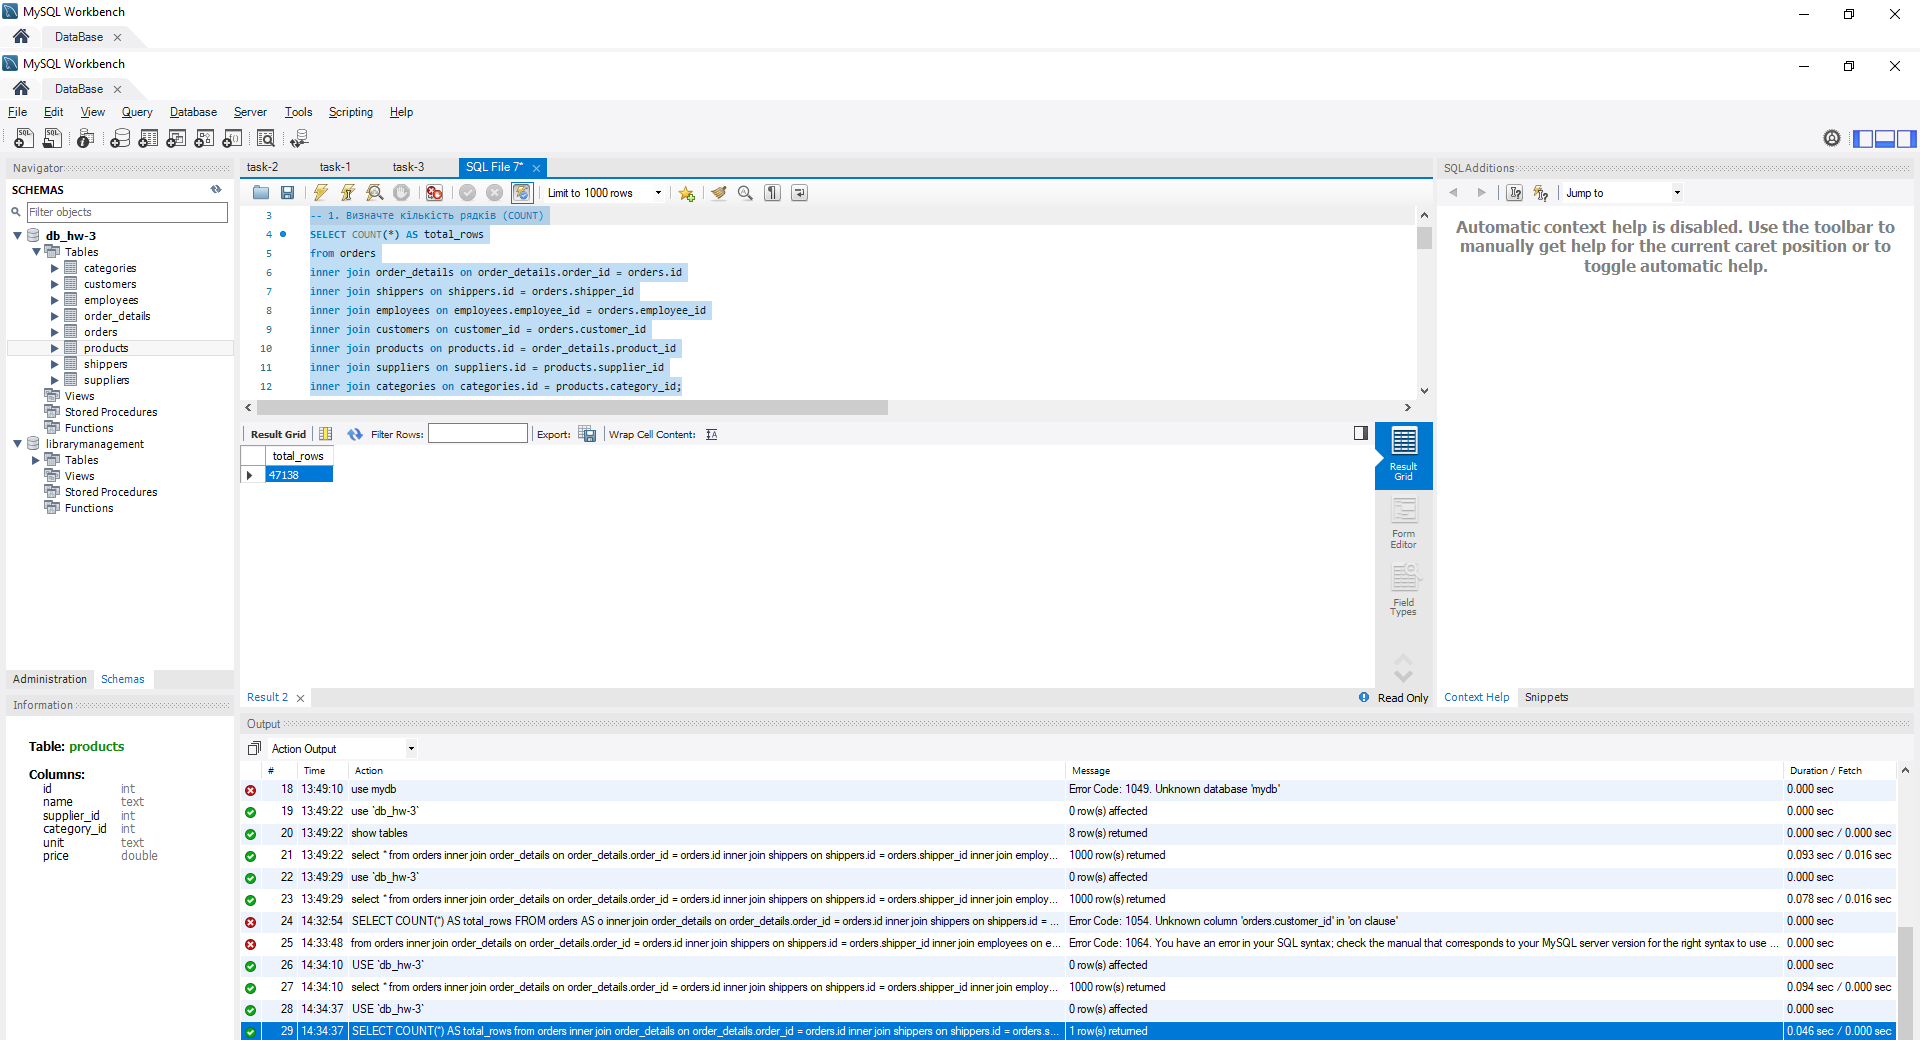 MySQL Workbench
DataBase
MySQL Workbench
DataBase
File Edit View Query Database Server Tools Scripting Help
Navigator
SCHEMAS
Filter objects
db_hw-3
Tables
categories
customers
employees
order_details
orders
products
shippers
suppliers
Views
Stored Procedures
Functions
librarymanagement
Tables
Views
Stored Procedures
Functions
Administration Schemas
Information
Table: products
Columns:
id int
name text
supplier_id int
category_id int
unit text
price double
task-2 task-1 task-3 SQL File 7*
Limit to 1000 rows
3 -- 1. Визначте кількість рядків (COUNT)
4 SELECT COUNT(*) AS total_rows
5 from orders
6 inner join order_details on order_details.order_id = orders.id
7 inner join shippers on shippers.id = orders.shipper_id
8 inner join employees on employees.employee_id = orders.employee_id
9 inner join customers on customer_id = orders.customer_id
10 inner join products on products.id = order_details.product_id
11 inner join suppliers on suppliers.id = products.supplier_id
12 inner join categories on categories.id = products.category_id;
Result Grid Filter Rows: Export: Wrap Cell Content:
total_rows
47138
Result
Grid
Form
Editor
Field
Types
Result 2 Read Only
SQLAdditions
Jump to
Automatic context help is disabled. Use the toolbar to
manually get help for the current caret position or to
toggle automatic help.
Context Help Snippets
Output
Action Output
# Time Action Message Duration / Fetch
18 13:49:10 use mydb Error Code: 1049. Unknown database 'mydb' 0.000 sec
19 13:49:22 use `db_hw-3` 0 row(s) affected 0.000 sec
20 13:49:22 show tables 8 row(s) returned 0.000 sec / 0.000 sec
21 13:49:22 select * from orders inner join order_details on order_details.order_id = orders.id inner join shippers on shippers.id = orders.shipper_id inner join employ... 1000 row(s) returned 0.093 sec / 0.016 sec
22 13:49:29 use `db_hw-3` 0 row(s) affected 0.000 sec
23 13:49:29 select * from orders inner join order_details on order_details.order_id = orders.id inner join shippers on shippers.id = orders.shipper_id inner join employ... 1000 row(s) returned 0.078 sec / 0.016 sec
24 14:32:54 SELECT COUNT(*) AS total_rows FROM orders AS o inner join order_details on order_details.order_id = orders.id inner join shippers on shippers.id = ... Error Code: 1054. Unknown column 'orders.customer_id' in 'on clause' 0.000 sec
25 14:33:48 from orders inner join order_details on order_details.order_id = orders.id inner join shippers on shippers.id = orders.shipper_id inner join employees on e... Error Code: 1064. You have an error in your SQL syntax; check the manual that corresponds to your MySQL server version for the right syntax to use ... 0.000 sec
26 14:34:10 USE `db_hw-3` 0 row(s) affected 0.000 sec
27 14:34:10 select * from orders inner join order_details on order_details.order_id = orders.id inner join shippers on shippers.id = orders.shipper_id inner join employ... 1000 row(s) returned 0.094 sec / 0.000 sec
28 14:34:37 USE `db_hw-3` 0 row(s) affected 0.000 sec
29 14:34:37 SELECT COUNT(*) AS total_rows from orders inner join order_details on order_details.order_id = orders.id inner join shippers on shippers.id = orders.s... 1 row(s) returned 0.046 sec / 0.000 sec